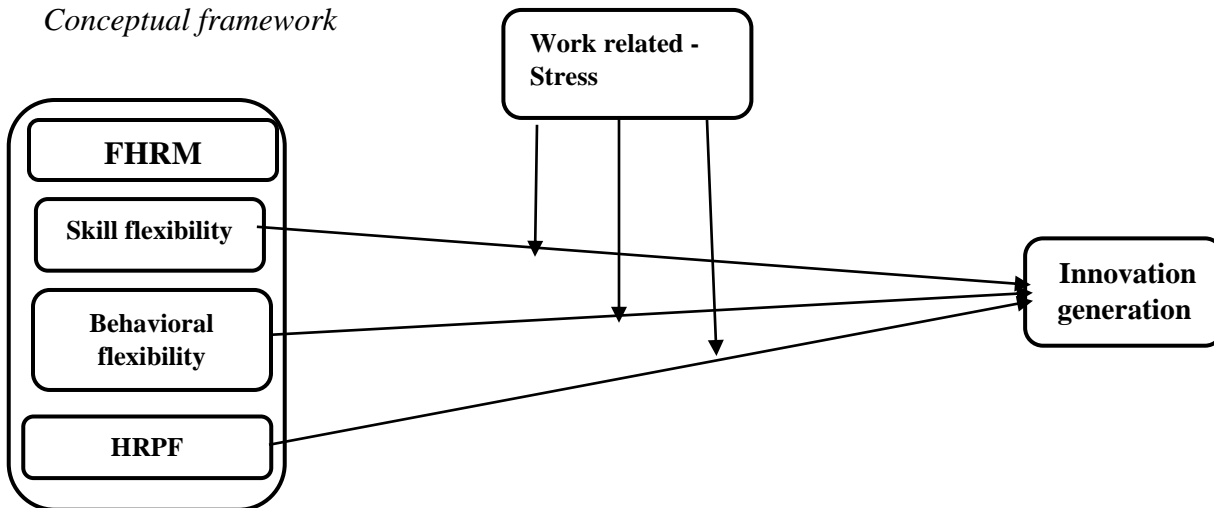 Conceptual framework
Work related -
Stress
FHRM
Skill flexibility
Behavioral
flexibility
HRPF
Innovation
generation